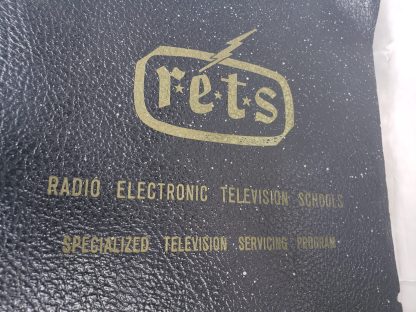 r·e·t·s
RADIO ELECTRONIC TELEVISION SCHOOLS
SPECIALIZED TELEVISION SERVICING PROGRAM